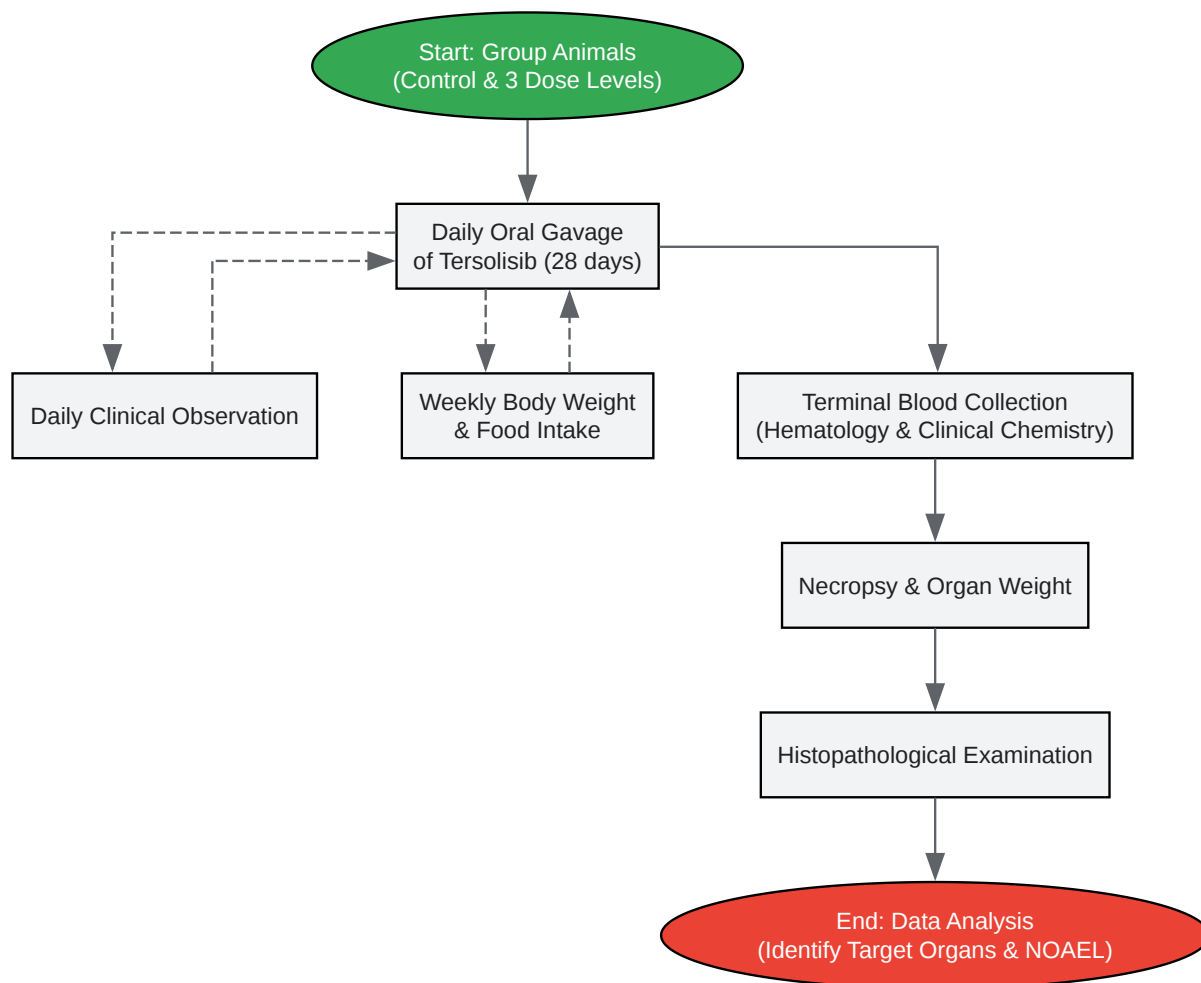 Start: Group Animals
(Control & 3 Dose Levels)
Daily Oral Gavage
of Tersolisib (28 days)
Daily Clinical Observation
Weekly Body Weight
& Food Intake
Terminal Blood Collection
(Hematology & Clinical Chemistry)
Necropsy & Organ Weight
Histopathological Examination
End: Data Analysis
(Identify Target Organs & NOAEL)